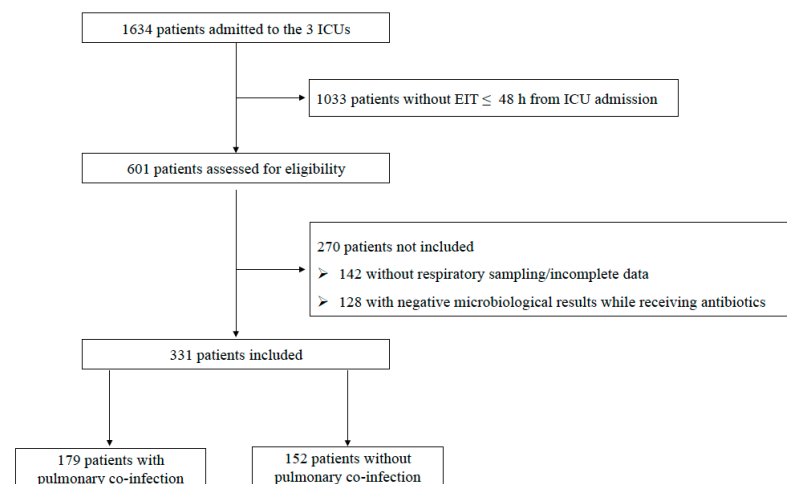 1634 patients admitted to the 3 ICUs
1033 patients without EIT ≤ 48 h from ICU admission
601 patients assessed for eligibility
270 patients not included
➢ 142 without respiratory sampling/incomplete data
➢ 128 with negative microbiological results while receiving antibiotics
331 patients included
179 patients with
pulmonary co-infection
152 patients without
pulmonary co-infection